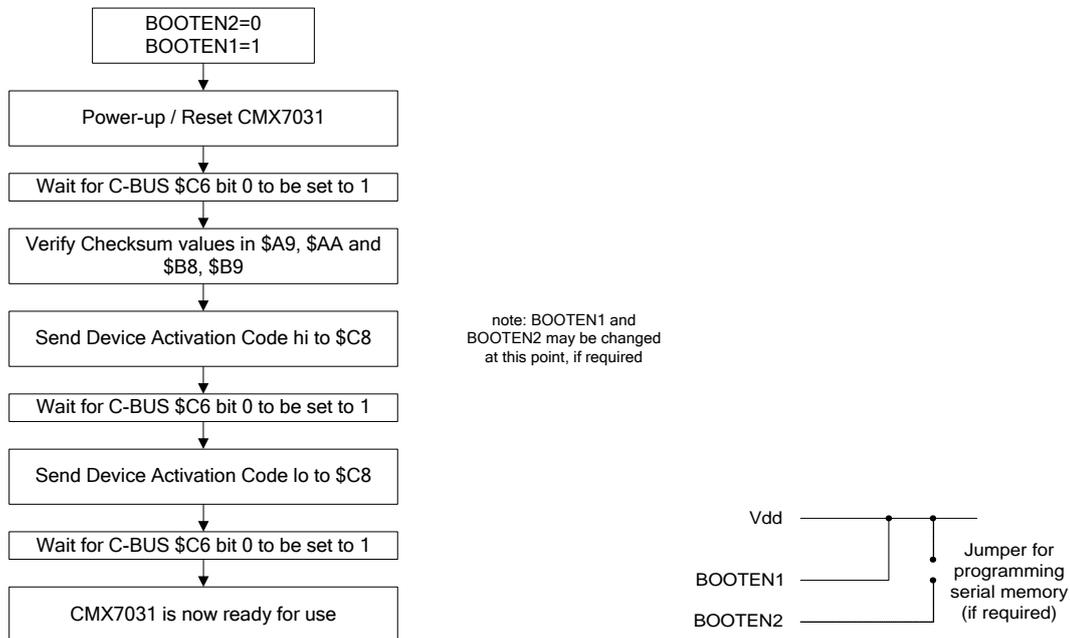 BOOTEN2=0
BOOTEN1=1
Power-up / Reset CMX7031
Wait for C-BUS $C6 bit 0 to be set to 1
Verify Checksum values in $A9, $AA and
$B8, $B9
Send Device Activation Code hi to $C8
note: BOOTEN1 and
BOOTEN2 may be changed
at this point, if required
Wait for C-BUS $C6 bit 0 to be set to 1
Send Device Activation Code lo to $C8
Wait for C-BUS $C6 bit 0 to be set to 1
CMX7031 is now ready for use
Vdd
BOOTEN1
BOOTEN2
Jumper for
programming
serial memory
(if required)